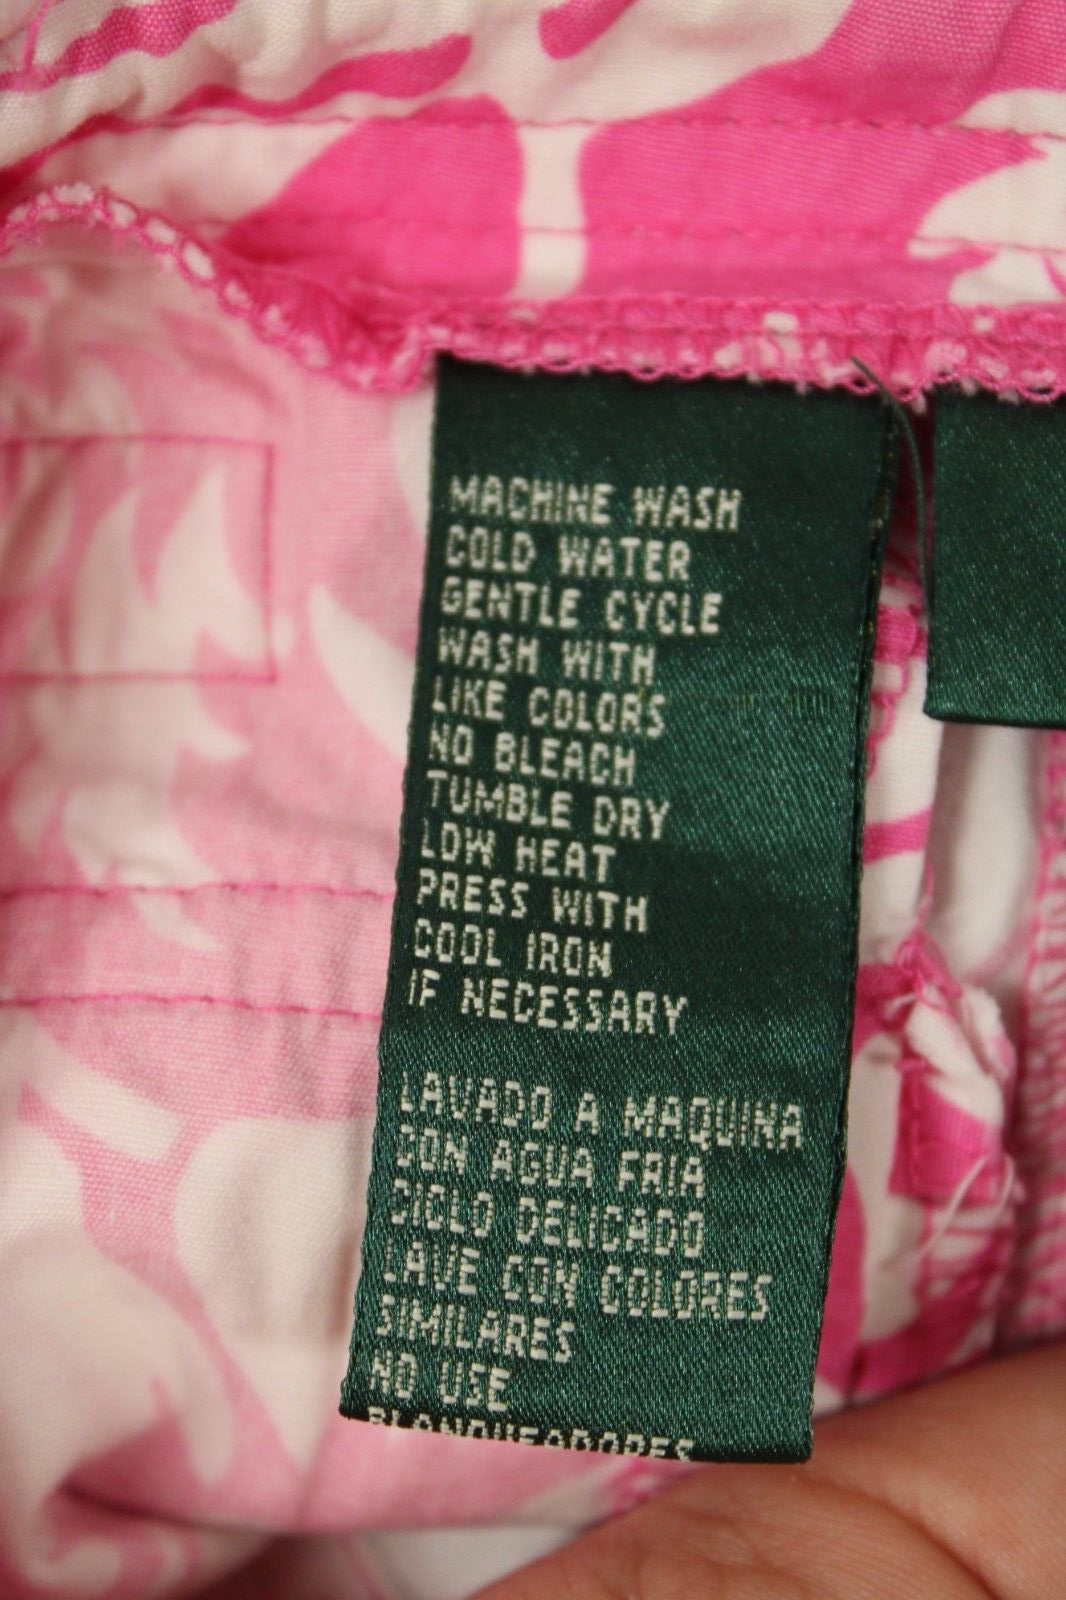 MACHINE WASH
COLD WATER
GENTLE CYCLE
WASH WITH
LIKE COLORS
NO BLEACH
TUMBLE DRY
LOW HEAT
PRESS WITH
COOL IRON
IF NECESSARY
LAVADO A MAQUINA
CON AGUA FRIA
CICLO DELICADO
LAVE CON COLORES
SIMILARES
NO USE
BLANQUEADORES